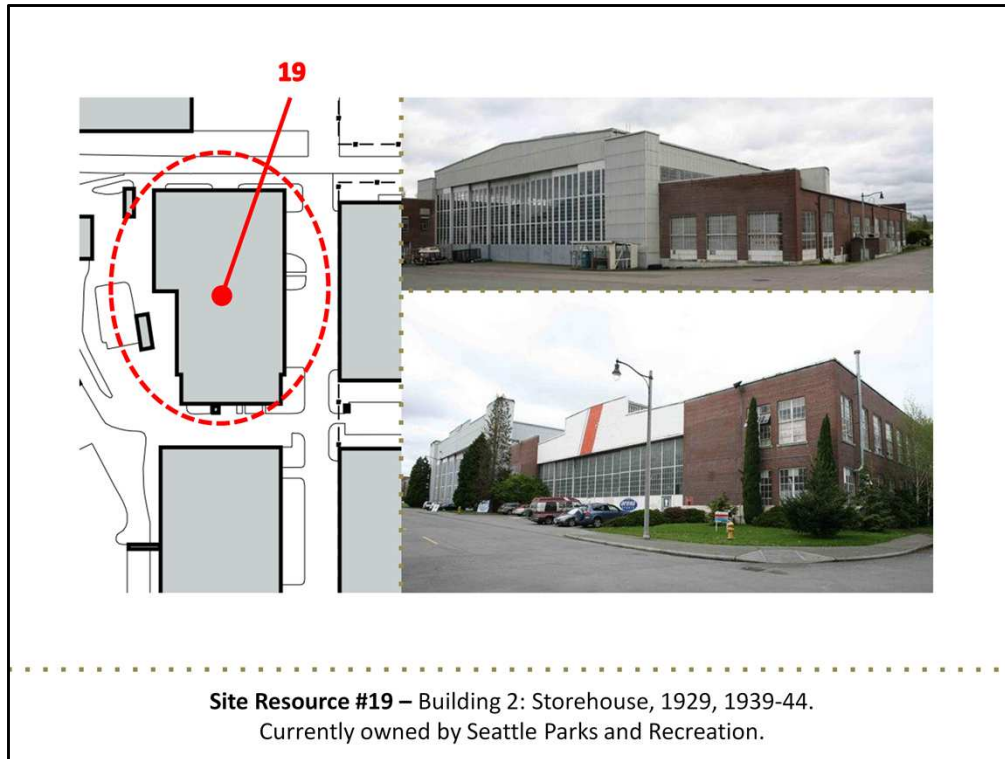 19
Site Resource #19 – Building 2: Storehouse, 1929, 1939-44.
Currently owned by Seattle Parks and Recreation.